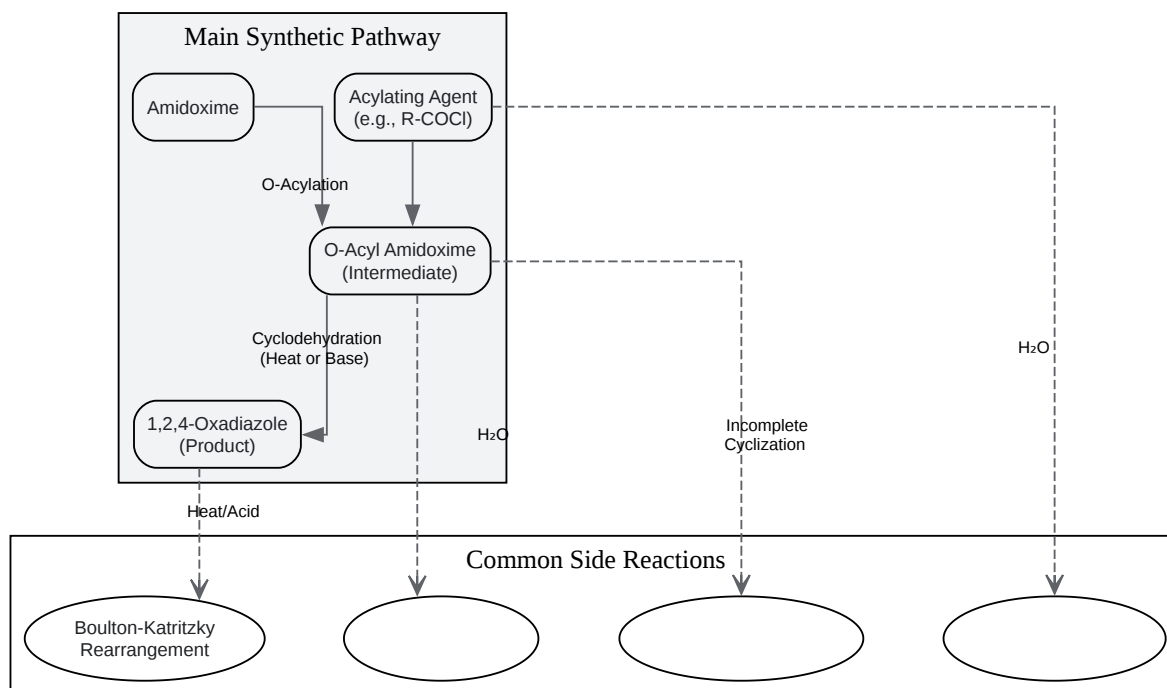 Main Synthetic Pathway
Amidoxime
Acylating Agent
(e.g., R-COCl)
O-Acylation
O-Acyl Amidoxime
(Intermediate)
Cyclodehydration
(Heat or Base)
H₂O
1,2,4-Oxadiazole
(Product)
H₂O
Incomplete
Cyclization
Heat/Acid
Common Side Reactions
Boulton-Katritzky
Rearrangement